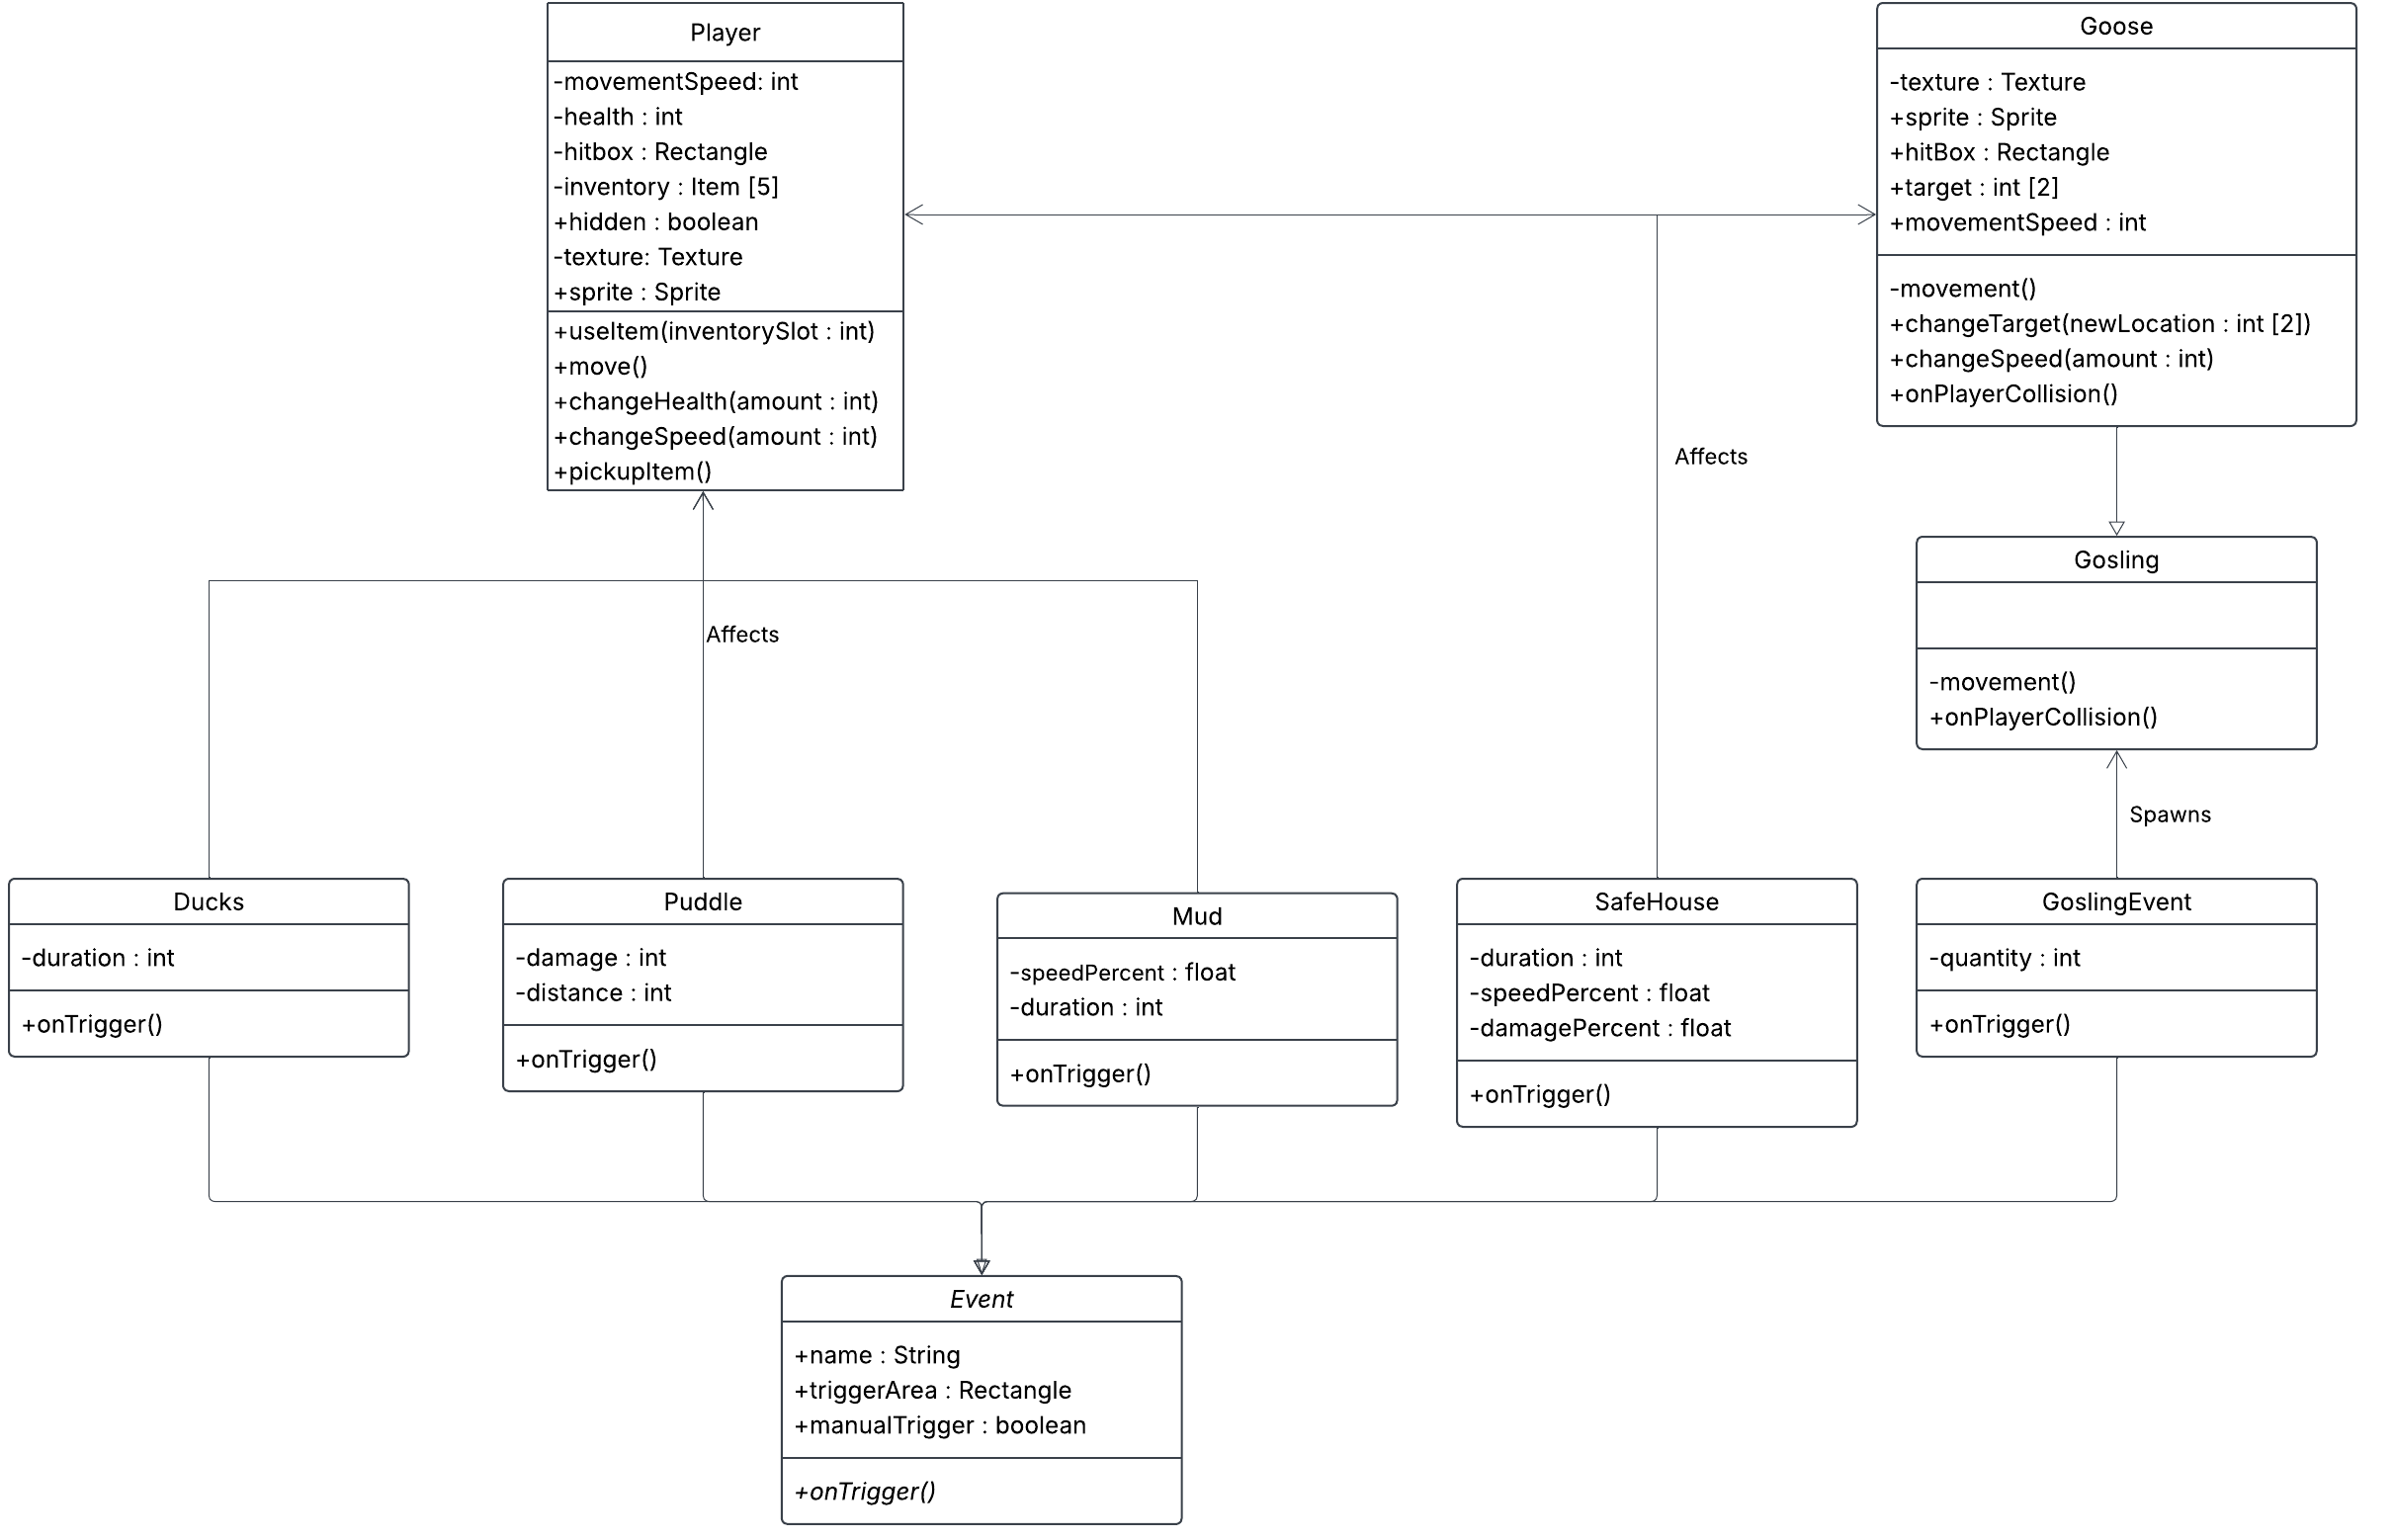 Player
-movementSpeed: int
-health : int
-hitbox : Rectangle
-inventory : Item [5]
+hidden : boolean
-texture: Texture
+sprite : Sprite
+useItem(inventorySlot : int)
+move()
+changeHealth(amount : int)
+changeSpeed(amount : int)
+pickupItem()
Goose
-texture : Texture
+sprite : Sprite
+hitBox : Rectangle
+target : int [2]
+movementSpeed : int
-movement()
+changeTarget(newLocation : int [2])
+changeSpeed(amount : int)
+onPlayerCollision()
Affects
Gosling
-movement()
+onPlayerCollision()
Affects
Spawns
Ducks
-duration : int
+onTrigger()
Puddle
-damage : int
-distance : int
+onTrigger()
Mud
-speedPercent : float
-duration : int
+onTrigger()
SafeHouse
-duration : int
-speedPercent : float
-damagePercent : float
+onTrigger()
GoslingEvent
-quantity : int
+onTrigger()
Event
+name : String
+triggerArea : Rectangle
+manualTrigger : boolean
+onTrigger()